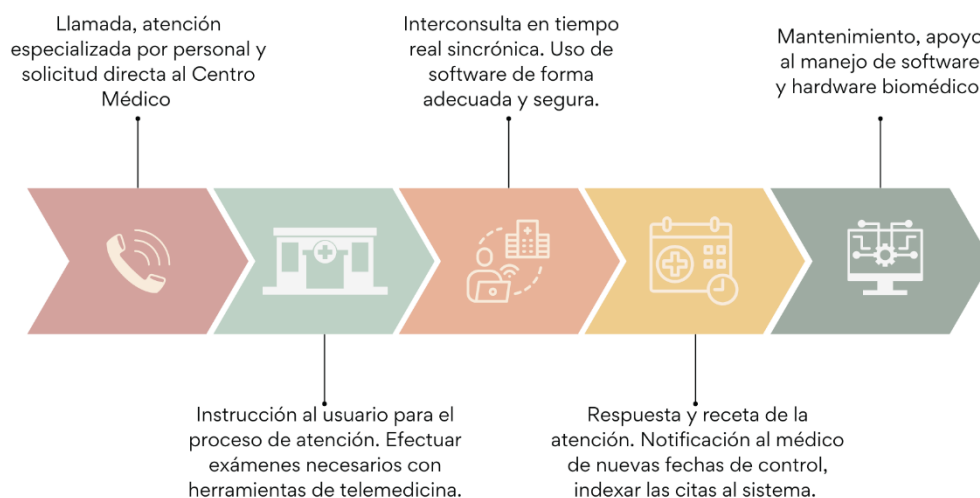 Llamada, atención
especializada por personal y
solicitud directa al Centro
Médico
Instrucción al usuario para el
proceso de atención. Efectuar
exámenes necesarios con
herramientas de telemedicina.
Interconsulta en tiempo
real sincrónica. Uso de
software de forma
adecuada y segura.
Respuesta y receta de la
atención. Notificación al médico
de nuevas fechas de control,
indexar las citas al sistema.
Mantenimiento, apoyo
al manejo de software
y hardware biomédico